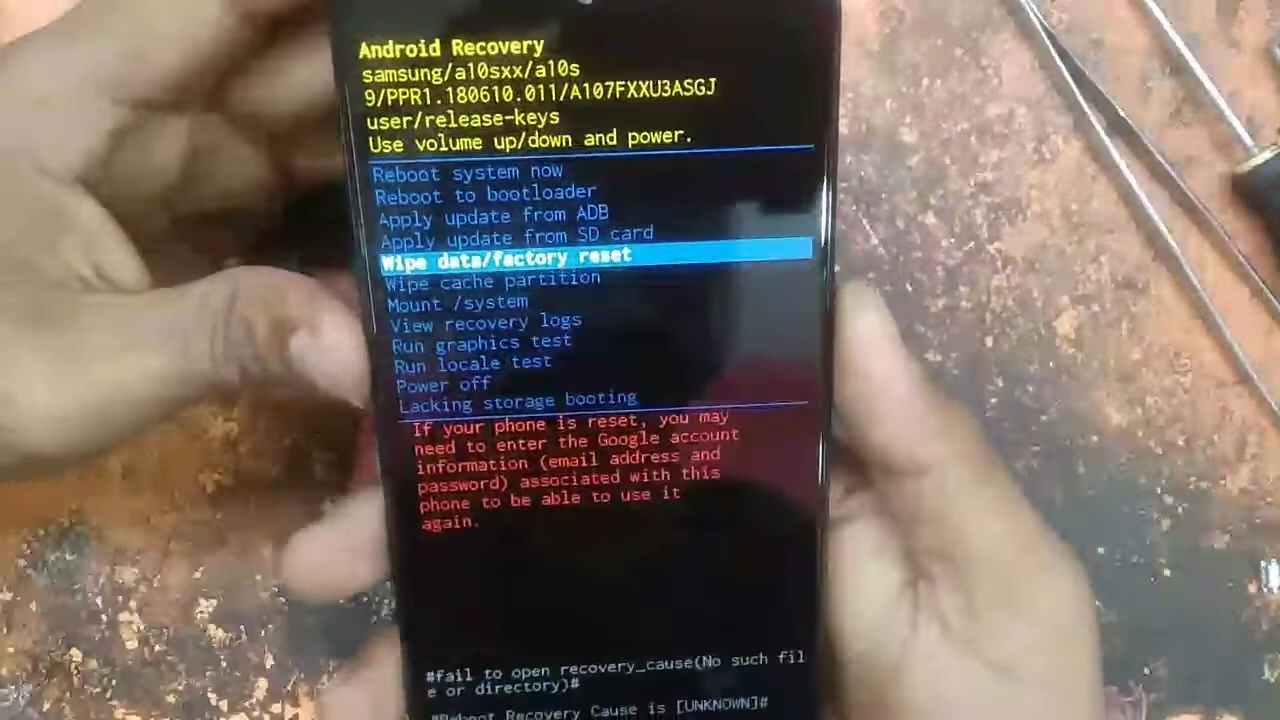 Android Recovery
samsung/a10sxx/a10s
9/PPR1.180610.011/A107FXXU3ASGJ
user/release-keys
Use volume up/down and power.
Reboot system now
Reboot to bootloader
Apply update from ADB
Apply update from SD card
Wipe data/factory reset
Wipe cache partition
Mount /system
View recovery logs
Run graphics test
Run locale test
Power off
Lacking storage booting
If your phone is reset, you may
need to enter the Google account
information (email address and
password) associated with this
phone to be able to use it
again.
#fail to open recovery_cause(No such fil
e or directory)#
#Reboot Recovery Cause is [UNKNOWN]#